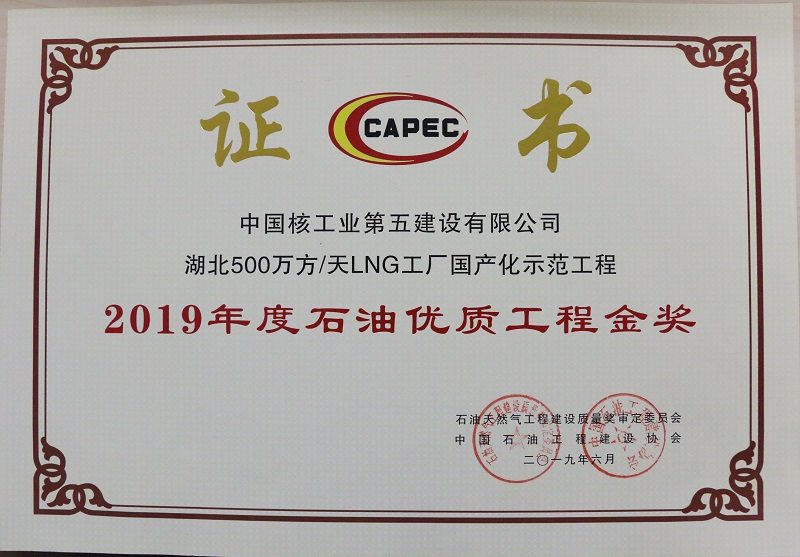 证 CAPEC 书
中国核工业第五建设有限公司
湖北500万方/天LNG工厂国产化示范工程
2019年度石油优质工程金奖
石油天然气工程建设质量奖审定委员会
中国石油工程建设协会
二〇一九年六月